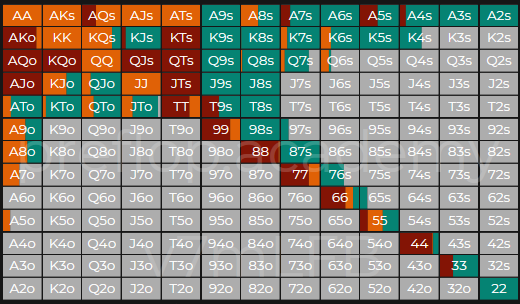 AA AKs AQs AJs ATs A9s A8s A7s A6s A5s A4s A3s A2s
AKo KK KQs KJs KTs K9s K8s K7s K6s K5s K4s K3s K2s
AQo KQo QQ QJs QTs Q9s Q8s Q7s Q6s Q5s Q4s Q3s Q2s
AJo KJo QJo JJ JTs J9s J8s J7s J6s J5s J4s J3s J2s
ATo KTo QTo JTo TT T9s T8s T7s T6s T5s T4s T3s T2s
A9o K9o Q9o J9o T9o 99 98s 97s 96s 95s 94s 93s 92s
A8o K8o Q8o J8o T8o 98o 88 87s 86s 85s 84s 83s 82s
A7o K7o Q7o J7o T7o 97o 87o 77 76s 75s 74s 73s 72s
A6o K6o Q6o J6o T6o 96o 86o 76o 66 65s 64s 63s 62s
A5o K5o Q5o J5o T5o 95o 85o 75o 65o 55 54s 53s 52s
A4o K4o Q4o J4o T4o 94o 84o 74o 64o 54o 44 43s 42s
A3o K3o Q3o J3o T3o 93o 83o 73o 63o 53o 43o 33 32s
A2o K2o Q2o J2o T2o 92o 82o 72o 62o 52o 42o 32o 22